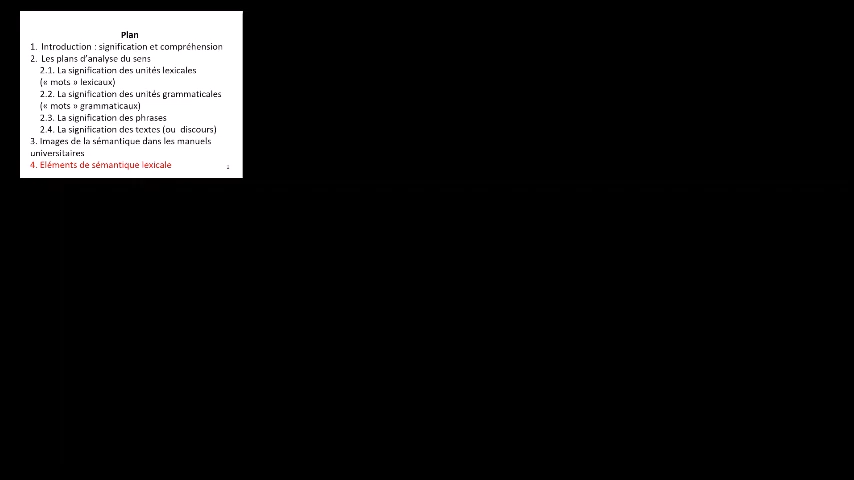 Plan
1. Introduction : signification et compréhension
2. Les plans d'analyse du sens
2.1. La signification des unités lexicales
(« mots » lexicaux)
2.2. La signification des unités grammaticales
(« mots » grammaticaux)
2.3. La signification des phrases
2.4. La signification des textes (ou discours)
3. Images de la sémantique dans les manuels
universitaires
4. Eléments de sémantique lexicale